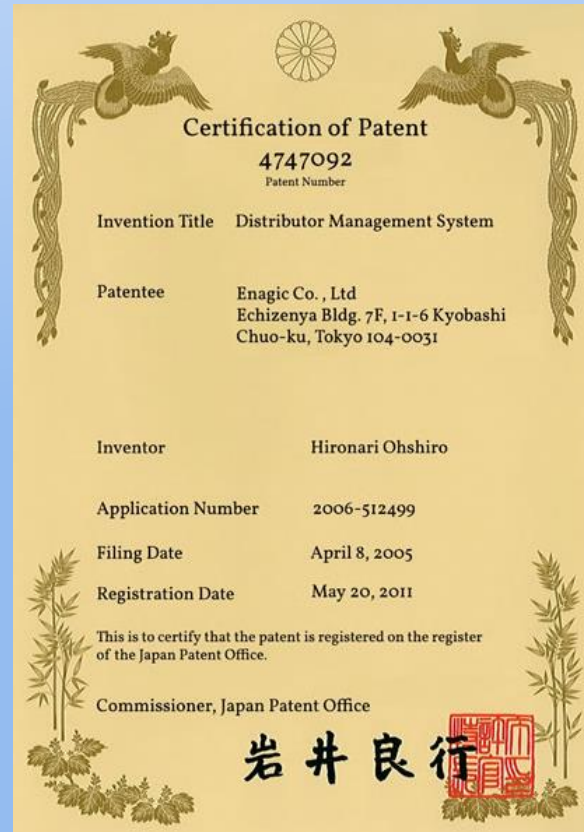 Certification of Patent
4747092
Patent Number
Invention Title Distributor Management System
Patentee Enagic Co. , Ltd
Echizenya Bldg. 7F, 1-1-6 Kyobashi
Chuo-ku, Tokyo 104-0031
Inventor Hironari Ohshiro
Application Number 2006-512499
Filing Date April 8, 2005
Registration Date May 20, 2011
This is to certify that the patent is registered on the register
of the Japan Patent Office.
Commissioner, Japan Patent Office
岩井良行